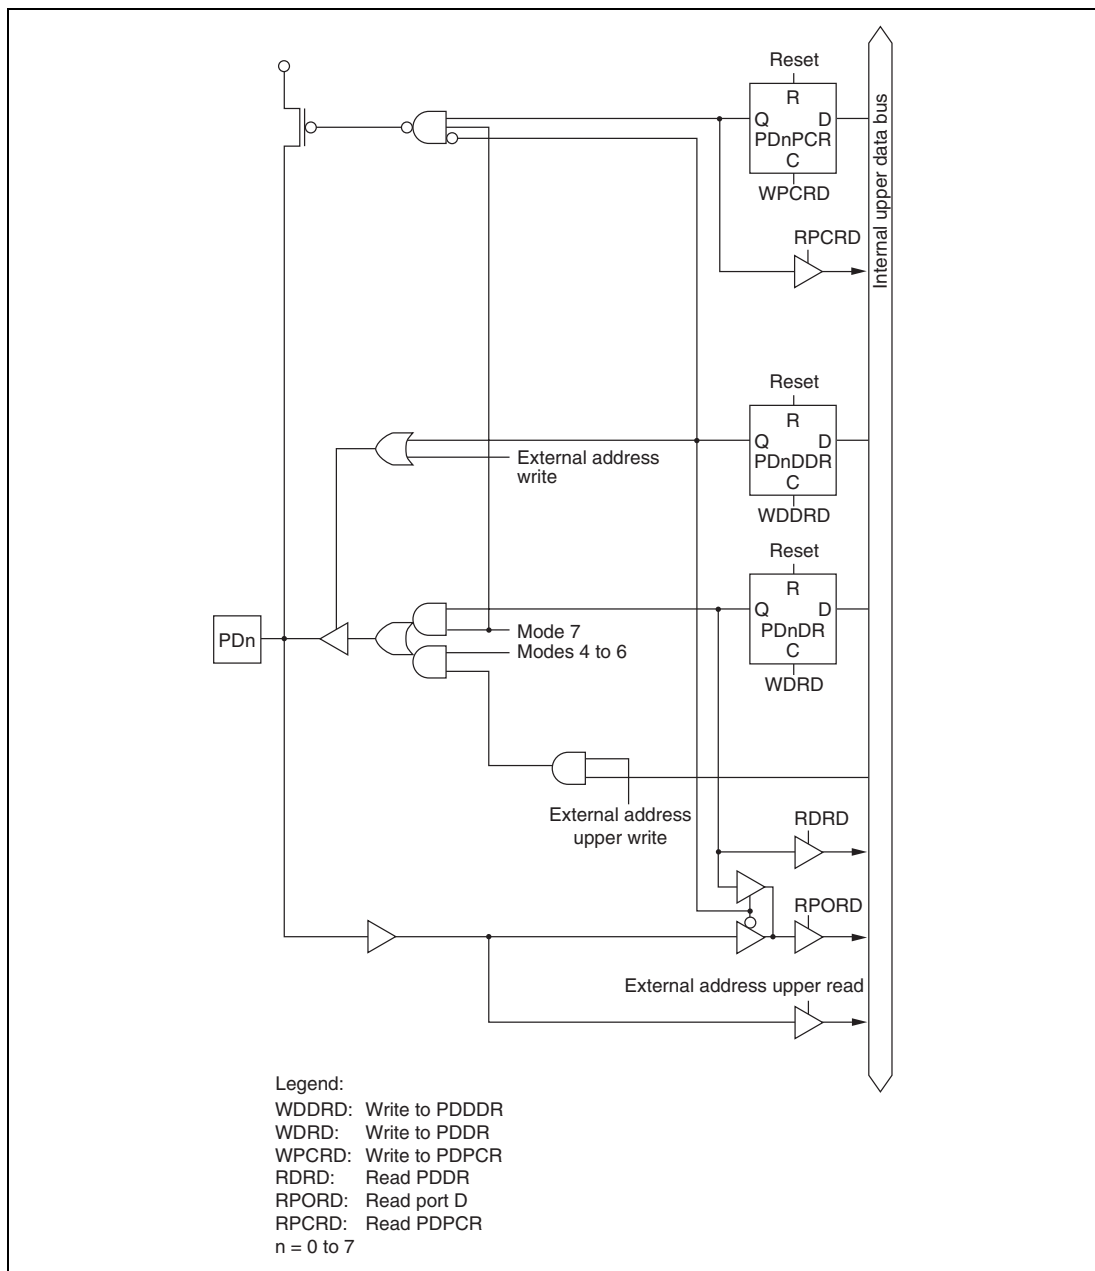 Reset
R
Q D
PDnPCR
C
WPCRD
RPCRD
Internal upper data bus
Reset
R
Q D
PDnDDR
C
WDDRD
External address
write
Reset
R
Q D
PDnDR
C
WDRD
PDn
Mode 7
Modes 4 to 6
External address
upper write
RDRD
RPORD
External address upper read
Legend:
WDDRD: Write to PDDDR
WDRD: Write to PDDR
WPCRD: Write to PDPCR
RDRD: Read PDDR
RPORD: Read port D
RPCRD: Read PDPCR
n = 0 to 7